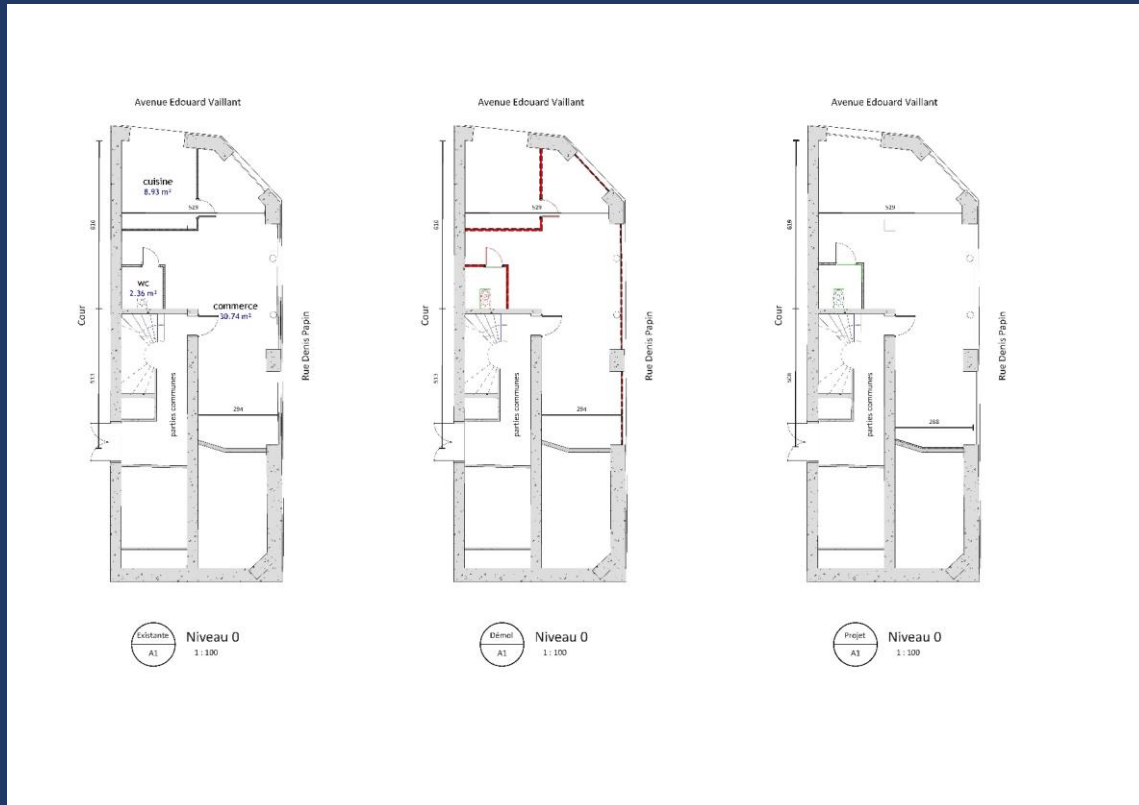 Avenue Edouard Vaillant
cuisine
8.93 m²
529
616
wc
2.36 m²
commerce
30.74 m²
Cour
Rue Denis Papin
parties communes
284
Existante
A1
Niveau 0
1 : 100
Avenue Edouard Vaillant
529
616
Cour
Rue Denis Papin
parties communes
284
Démol
A1
Niveau 0
1 : 100
Avenue Edouard Vaillant
529
Cour
Rue Denis Papin
parties communes
268
Projet
Niveau 0
1 : 100